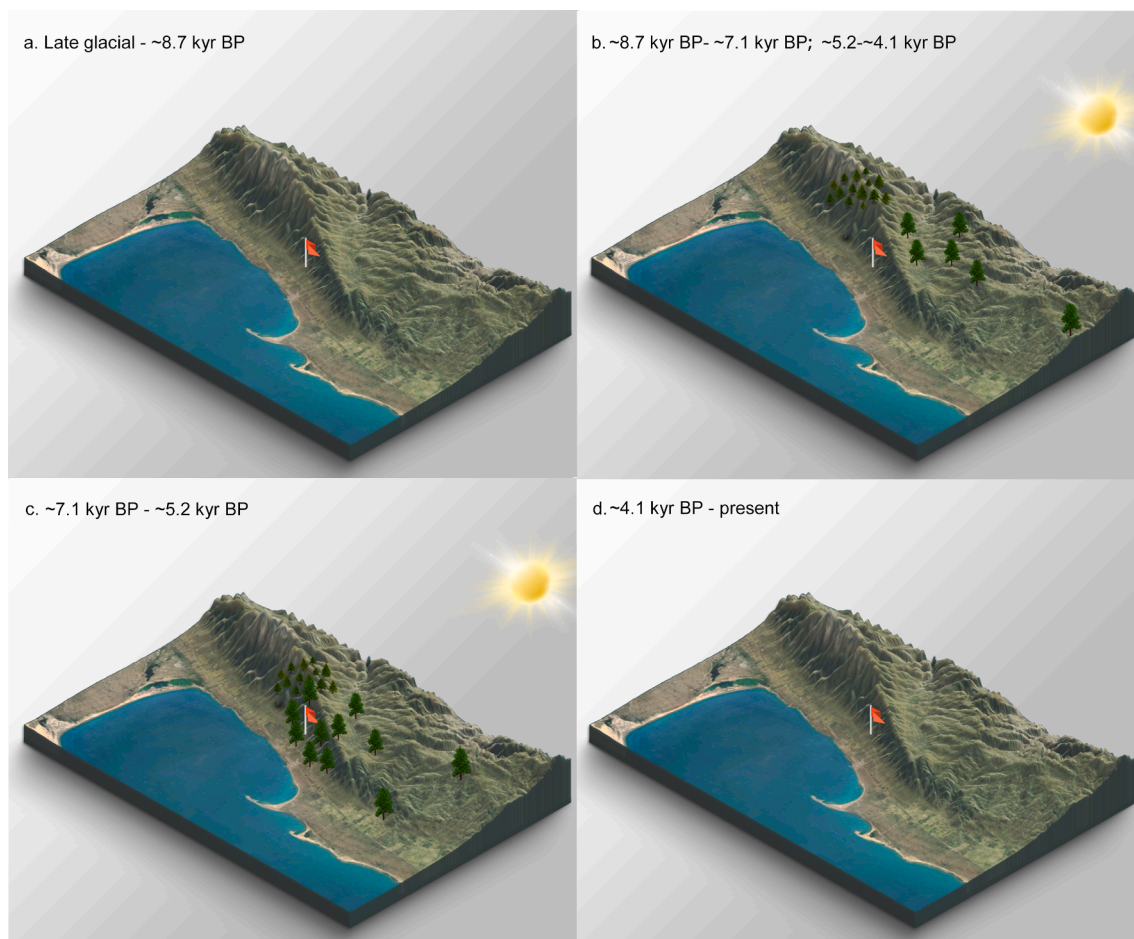 a. Late glacial - ~8.7 kyr BP
b. ~8.7 kyr BP- ~7.1 kyr BP; ~5.2-~4.1 kyr BP
c. ~7.1 kyr BP - ~5.2 kyr BP
d. ~4.1 kyr BP - present